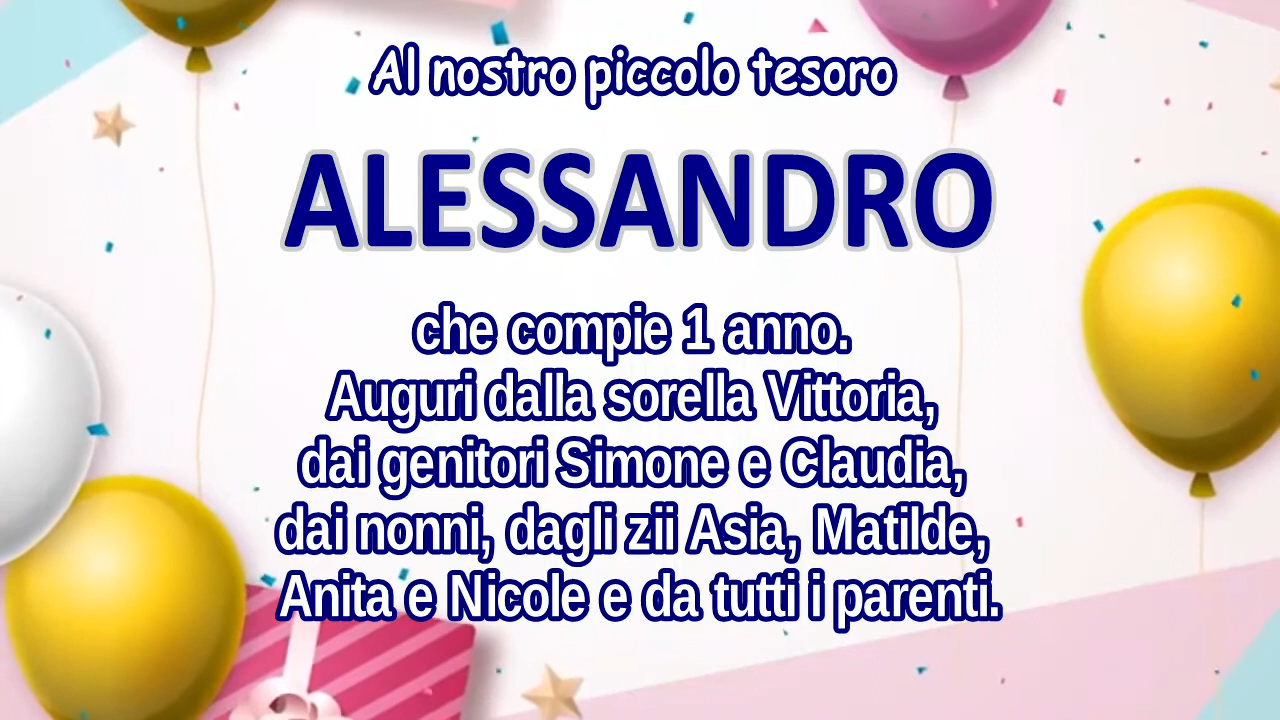 Al nostro piccolo tesoro
ALESSANDRO
che compie 1 anno.
Auguri dalla sorella Vittoria,
dai genitori Simone e Claudia,
dai nonni, dagli zii Asia, Matilde,
Anita e Nicole e da tutti i parenti.